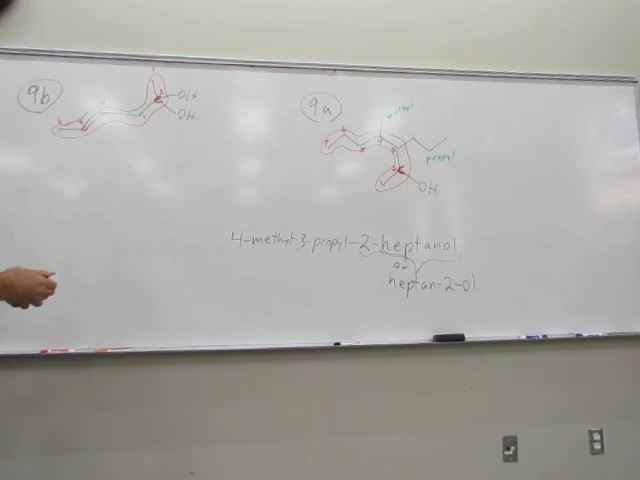 9b
OH
OH
9a
methyl
propyl
OH
4-methyl-3-propyl-2-heptanol
or
heptan-2-ol